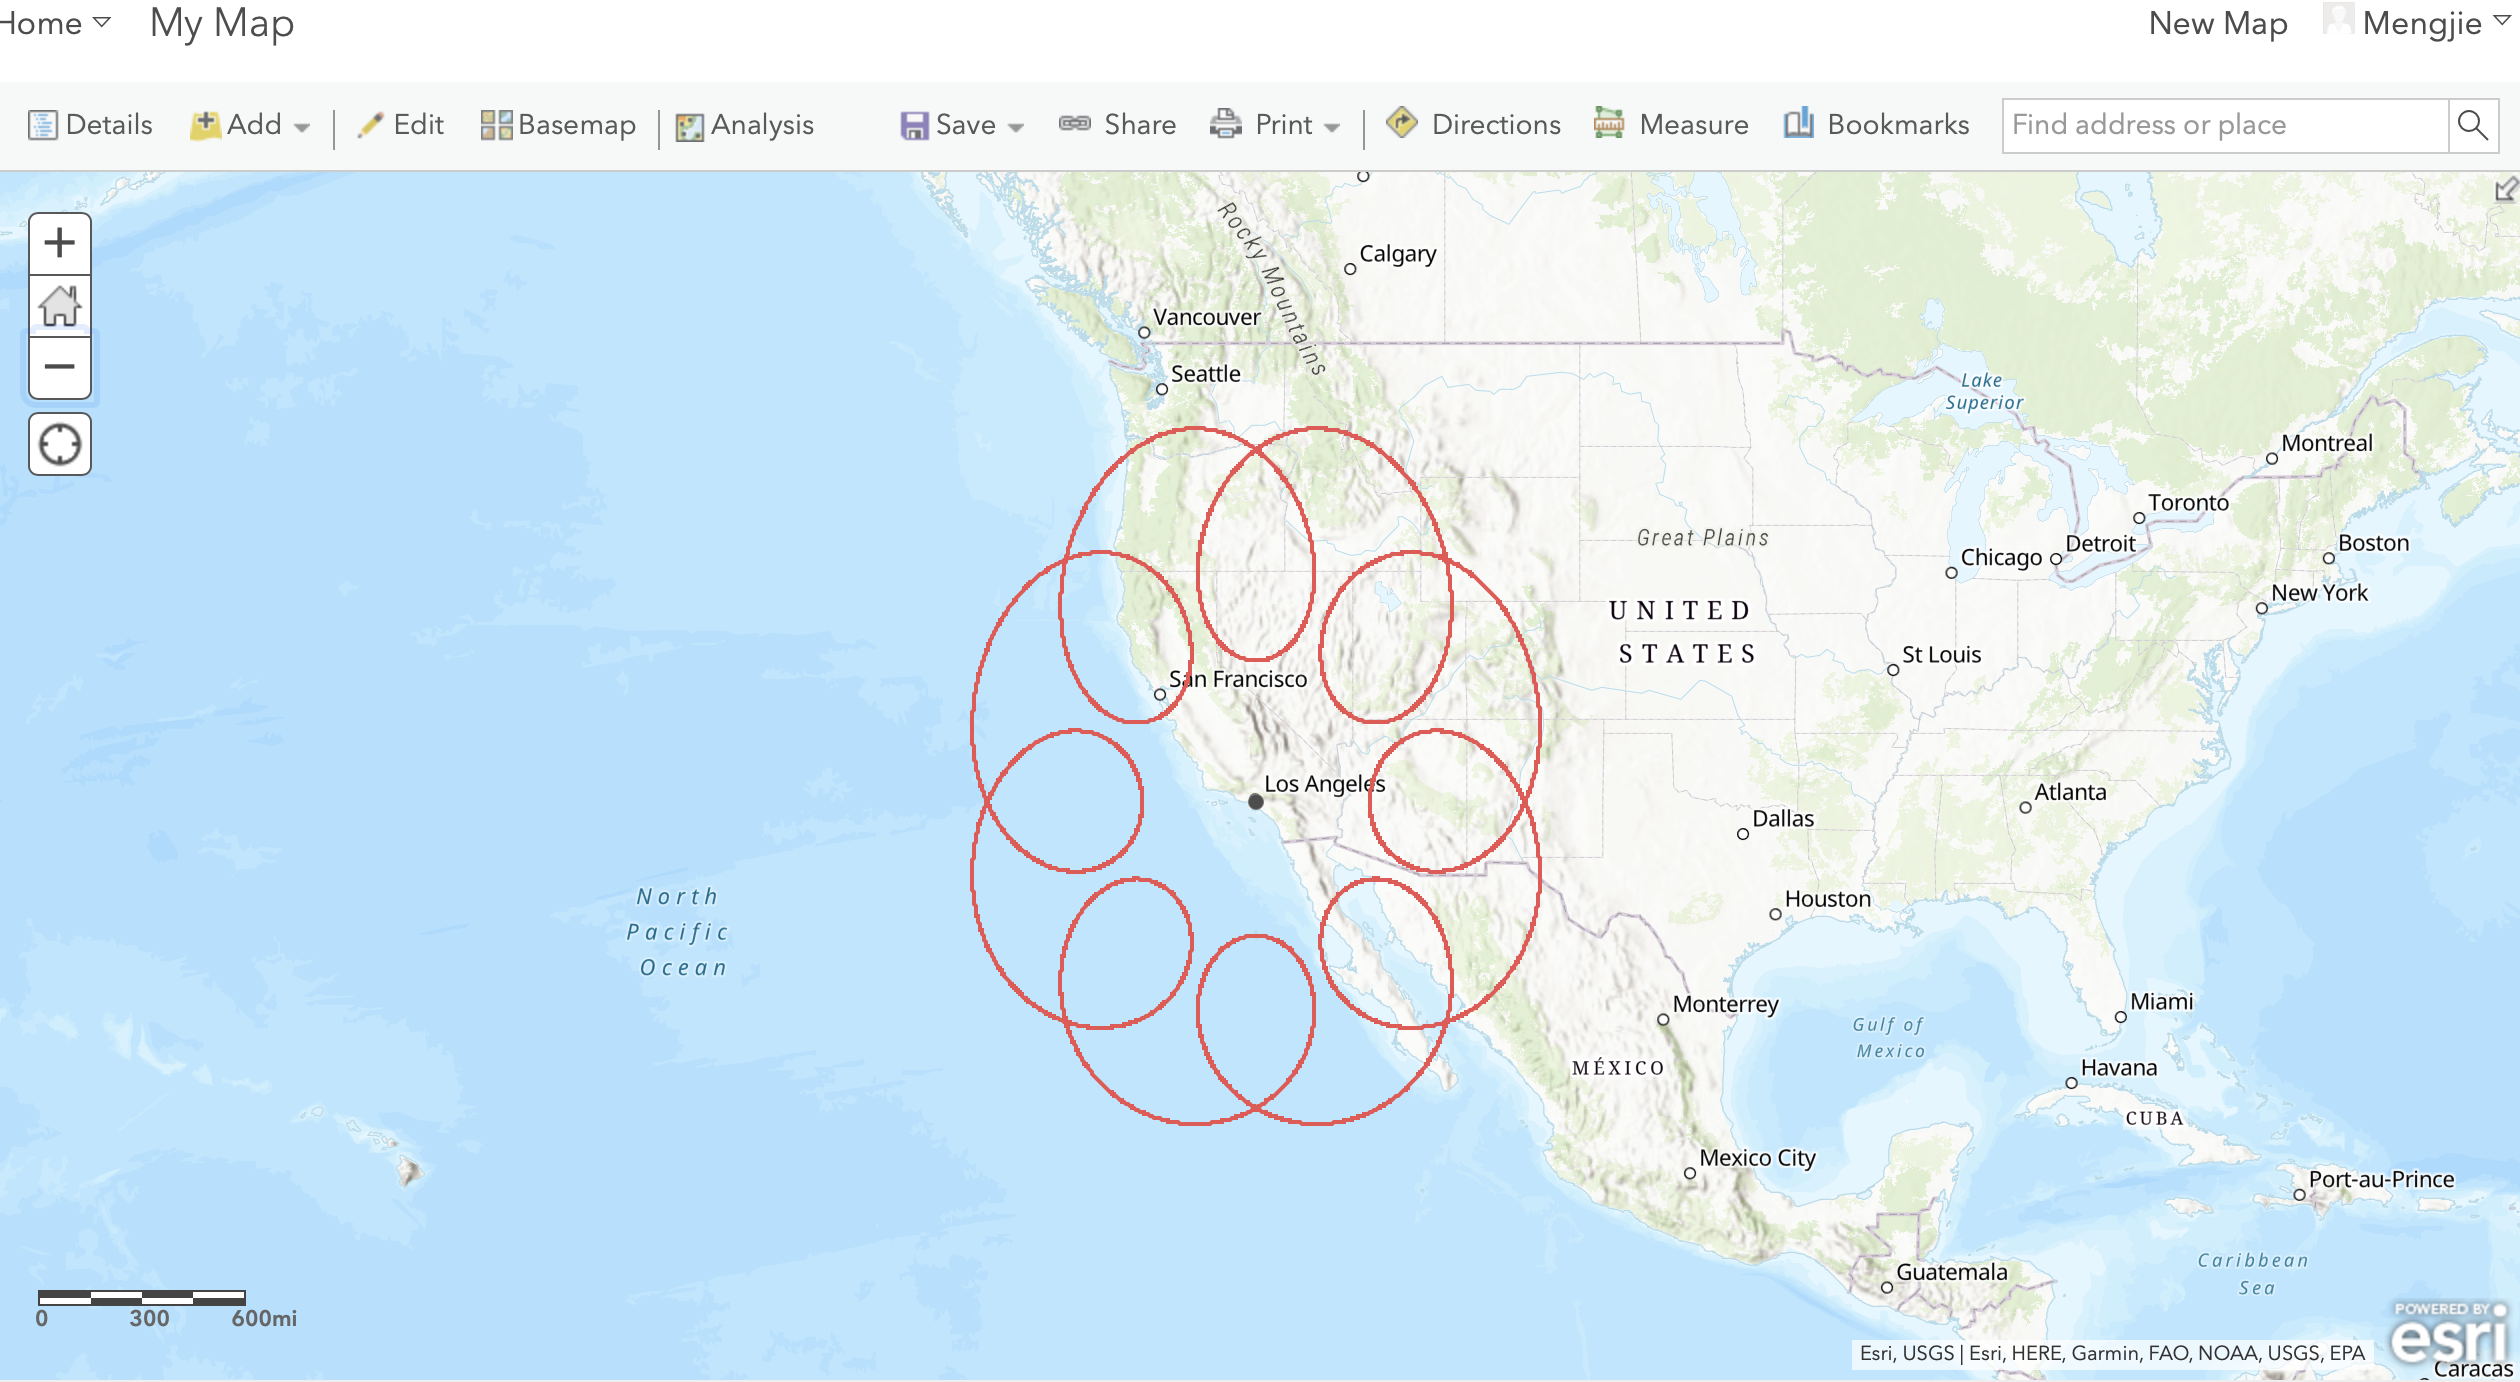 Home My Map New Map Mengjie
Details Add Edit Basemap Analysis Save Share Print Directions Measure Bookmarks Find address or place
Rocky Mountains
Calgary
Vancouver
Seattle
Lake
Superior
Montreal
Toronto
Great Plains
Chicago
Detroit
Boston
New York
UNITED
STATES
St Louis
San Francisco
Los Angeles
Atlanta
Dallas
North
Pacific
Ocean
Houston
Monterrey
Miami
Gulf of
Mexico
MÉXICO
Havana
CUBA
Mexico City
Port-au-Prince
Caribbean
Sea
Guatemala
0 300 600mi
POWERED BY
esri
Esri, USGS | Esri, HERE, Garmin, FAO, NOAA, USGS, EPA
Caracas